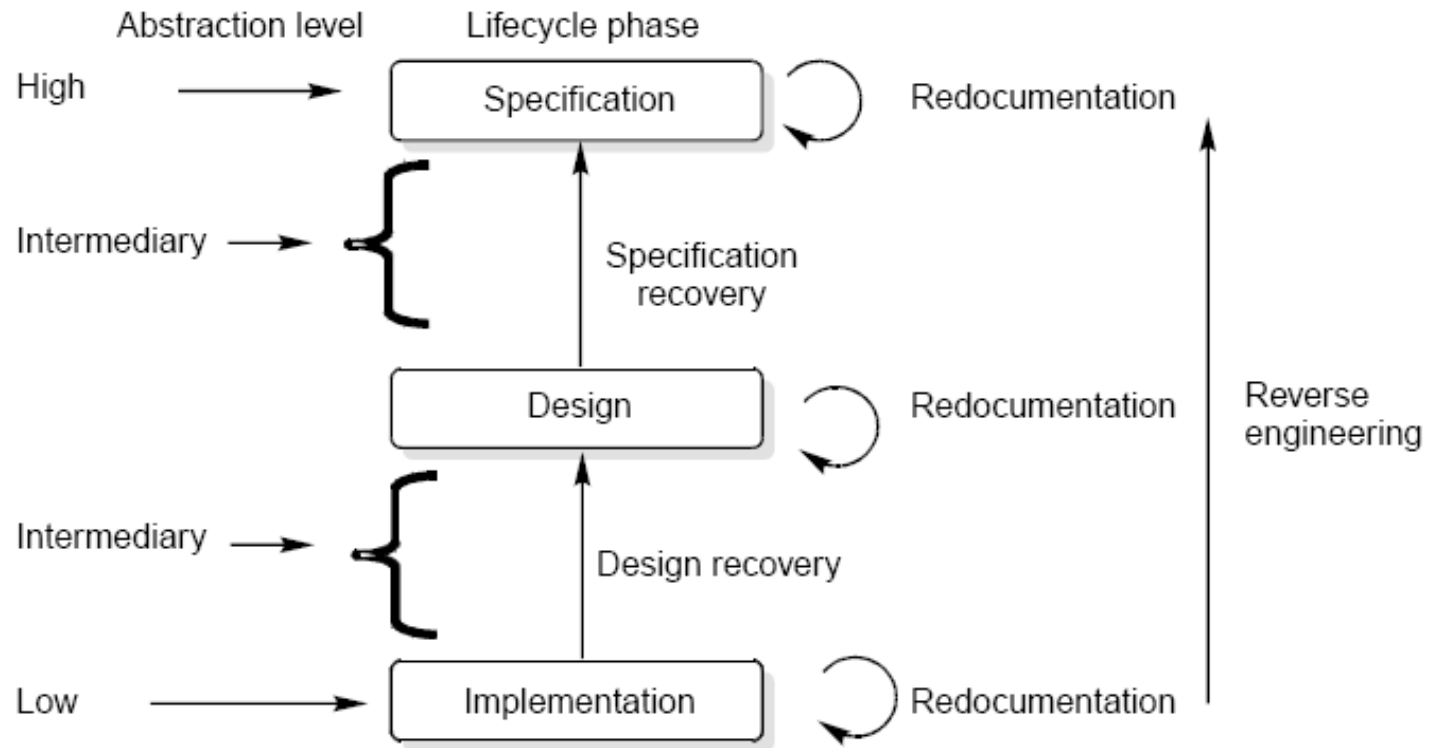 Abstraction level
Lifecycle phase
High
Specification
Redocumentation
Intermediary
Specification
recovery
Design
Redocumentation
Reverse
engineering
Intermediary
Design recovery
Low
Implementation
Redocumentation